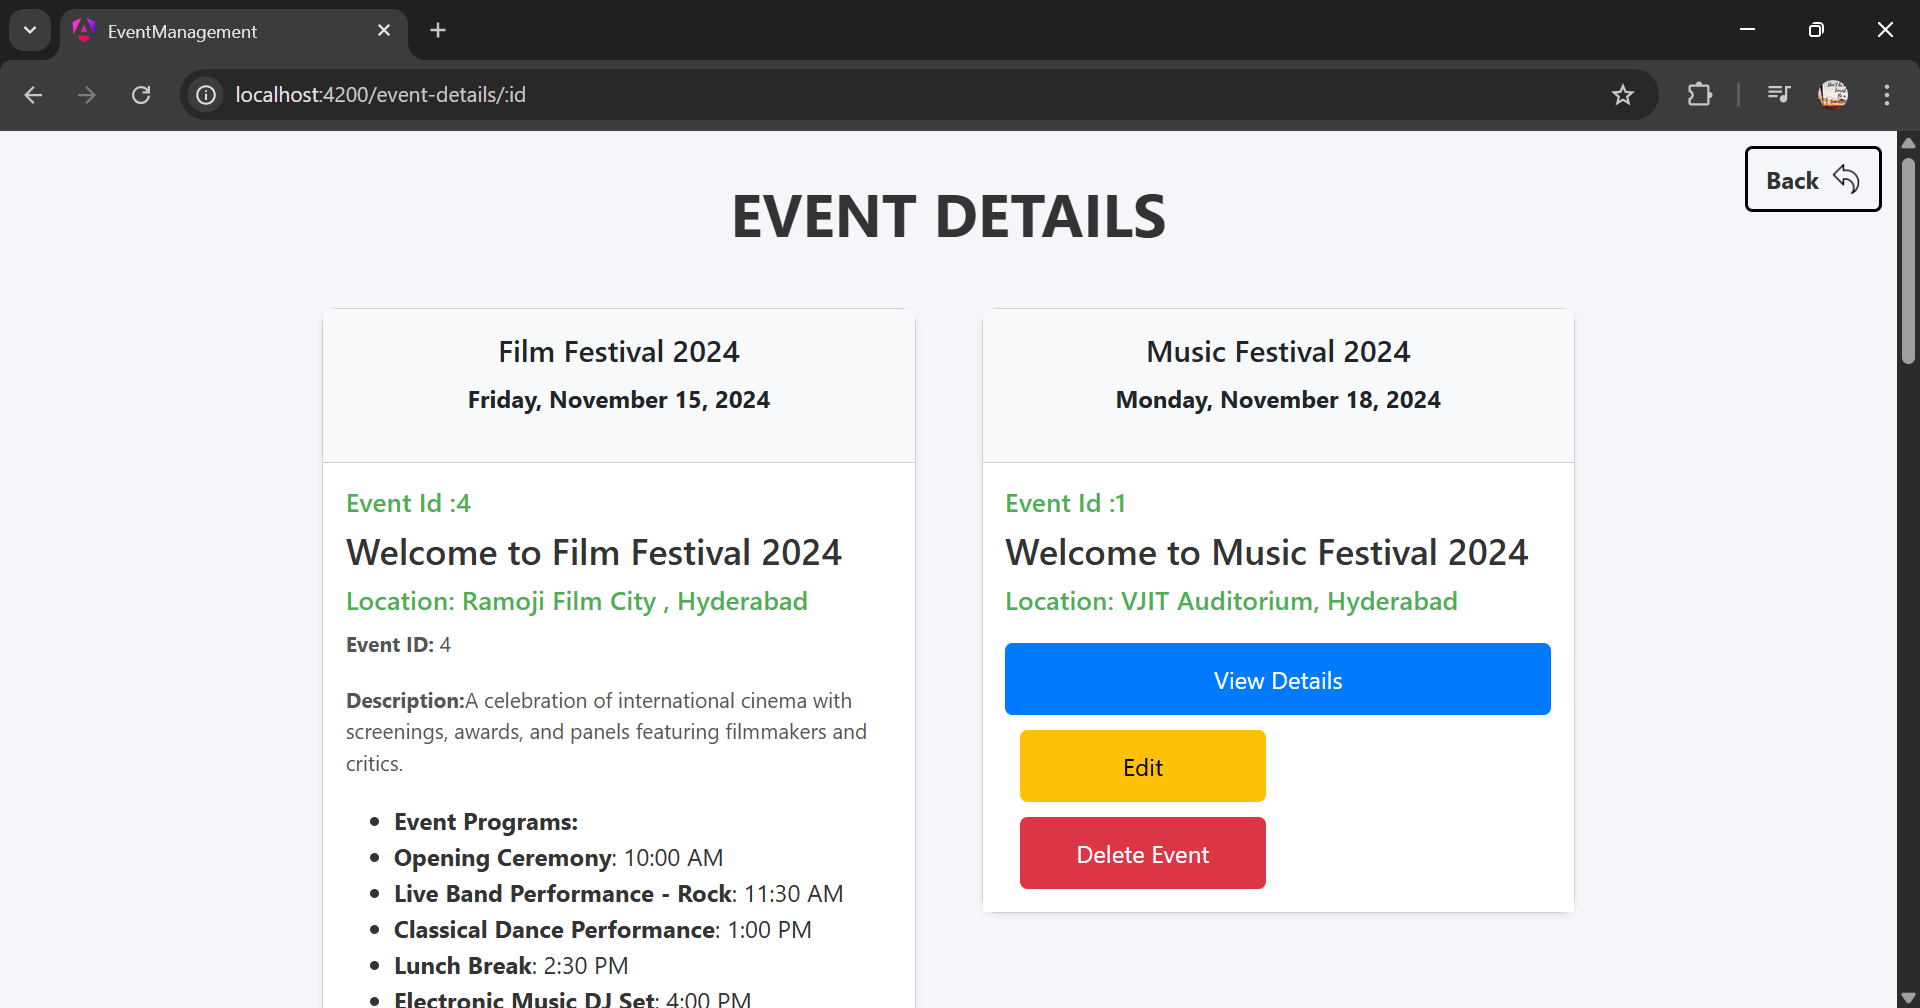 EventManagement
localhost:4200/event-details/:id
Back
EVENT DETAILS
Film Festival 2024
Friday, November 15, 2024
Event Id :4
Welcome to Film Festival 2024
Location: Ramoji Film City , Hyderabad
Event ID: 4
Description:A celebration of international cinema with
screenings, awards, and panels featuring filmmakers and
critics.
Event Programs:
Opening Ceremony: 10:00 AM
Live Band Performance - Rock: 11:30 AM
Classical Dance Performance: 1:00 PM
Lunch Break: 2:30 PM
Electronic Music DJ Set: 4:00 PM
Music Festival 2024
Monday, November 18, 2024
Event Id :1
Welcome to Music Festival 2024
Location: VJIT Auditorium, Hyderabad
View Details
Edit
Delete Event